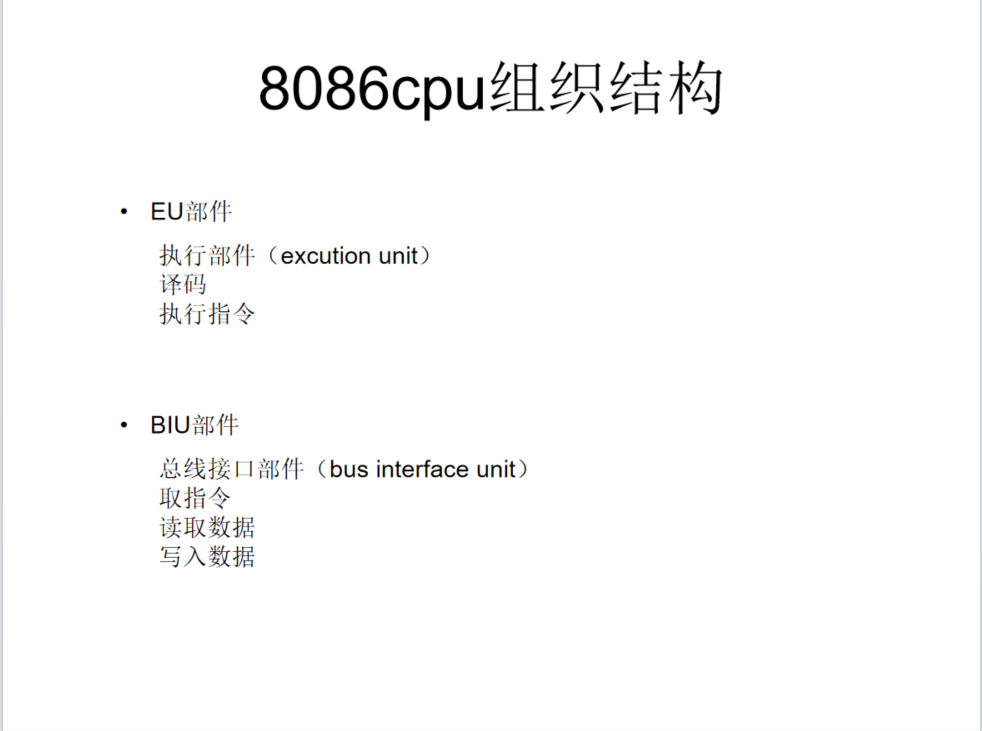 8086cpu组织结构
• EU部件
执行部件（excution unit）
译码
执行指令
• BIU部件
总线接口部件（bus interface unit）
取指令
读取数据
写入数据